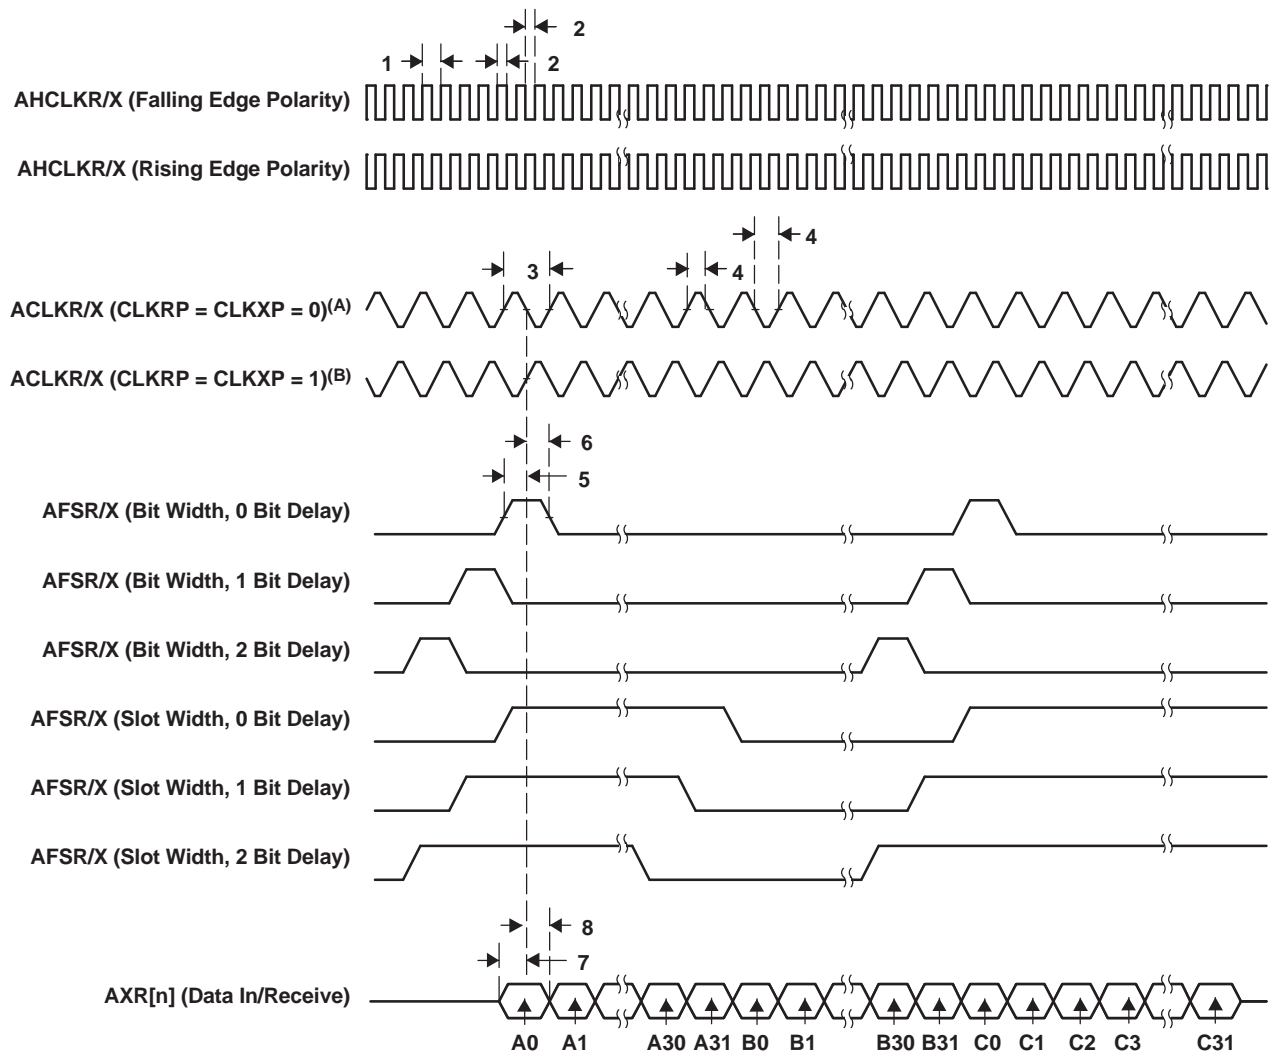 2
1
2
AHCLKR/X (Falling Edge Polarity)
AHCLKR/X (Rising Edge Polarity)
4
3
4
ACLKR/X (CLKRP = CLKXP = 0)(A)
ACLKR/X (CLKRP = CLKXP = 1)(B)
6
5
AFSR/X (Bit Width, 0 Bit Delay)
AFSR/X (Bit Width, 1 Bit Delay)
AFSR/X (Bit Width, 2 Bit Delay)
AFSR/X (Slot Width, 0 Bit Delay)
AFSR/X (Slot Width, 1 Bit Delay)
AFSR/X (Slot Width, 2 Bit Delay)
8
7
AXR[n] (Data In/Receive)
A0 A1 A30 A31 B0 B1 B30 B31 C0 C1 C2 C3 C31